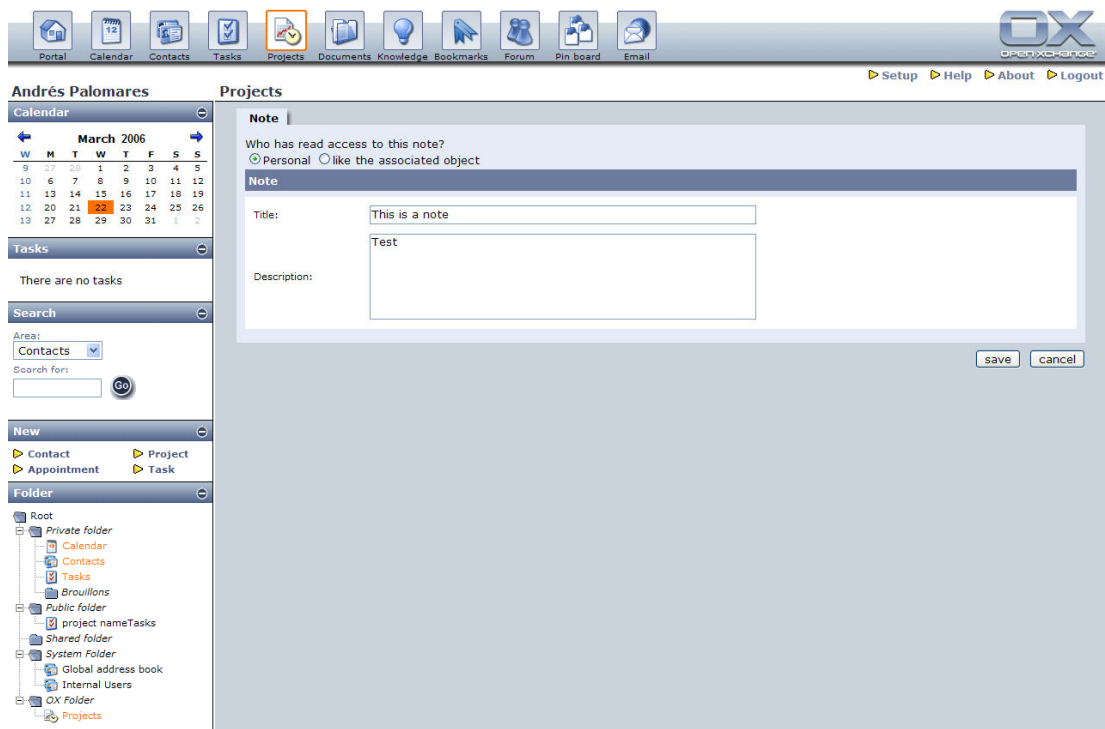 12
Portal Calendar Contacts Tasks Projects Documents Knowledge Bookmarks Forum Pin board Email
OX
OPEN-XCHANGE
Setup Help About Logout
Andrés Palomares
Calendar
March 2006
W M T W T F S S
9 27 28 1 2 3 4 5
10 6 7 8 9 10 11 12
11 13 14 15 16 17 18 19
12 20 21 22 23 24 25 26
13 27 28 29 30 31 1 2
Tasks
There are no tasks
Search
Area:
Contacts
Search for:
Go
New
Contact Project
Appointment Task
Folder
Root
Private folder
Calendar
Contacts
Tasks
Brouillons
Public folder
project nameTasks
Shared folder
System Folder
Global address book
Internal Users
OX Folder
Projects
Projects
Note
Who has read access to this note?
Personal like the associated object
Note
Title: This is a note
Description: Test
save cancel